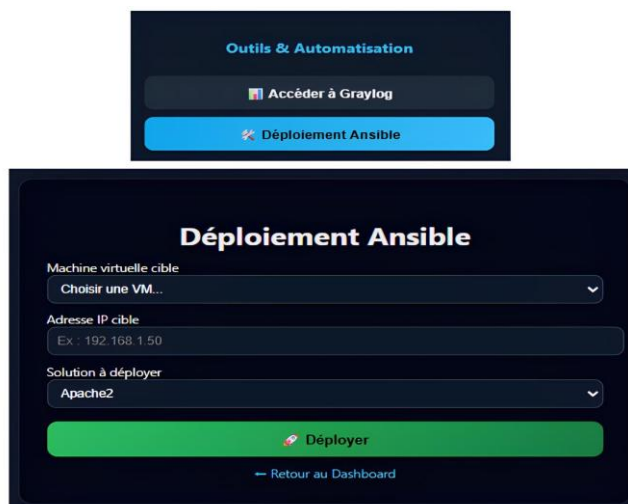 Outils & Automatisation
📊 Accéder à Graylog
🛠️ Déploiement Ansible
Déploiement Ansible
Machine virtuelle cible
Choisir une VM...
Adresse IP cible
Ex : 192.168.1.50
Solution à déployer
Apache2
🚀 Déployer
← Retour au Dashboard